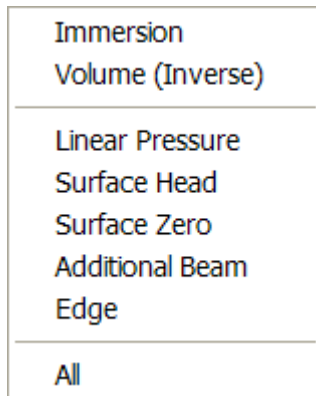 Immersion
Volume (Inverse)
Linear Pressure
Surface Head
Surface Zero
Additional Beam
Edge
All